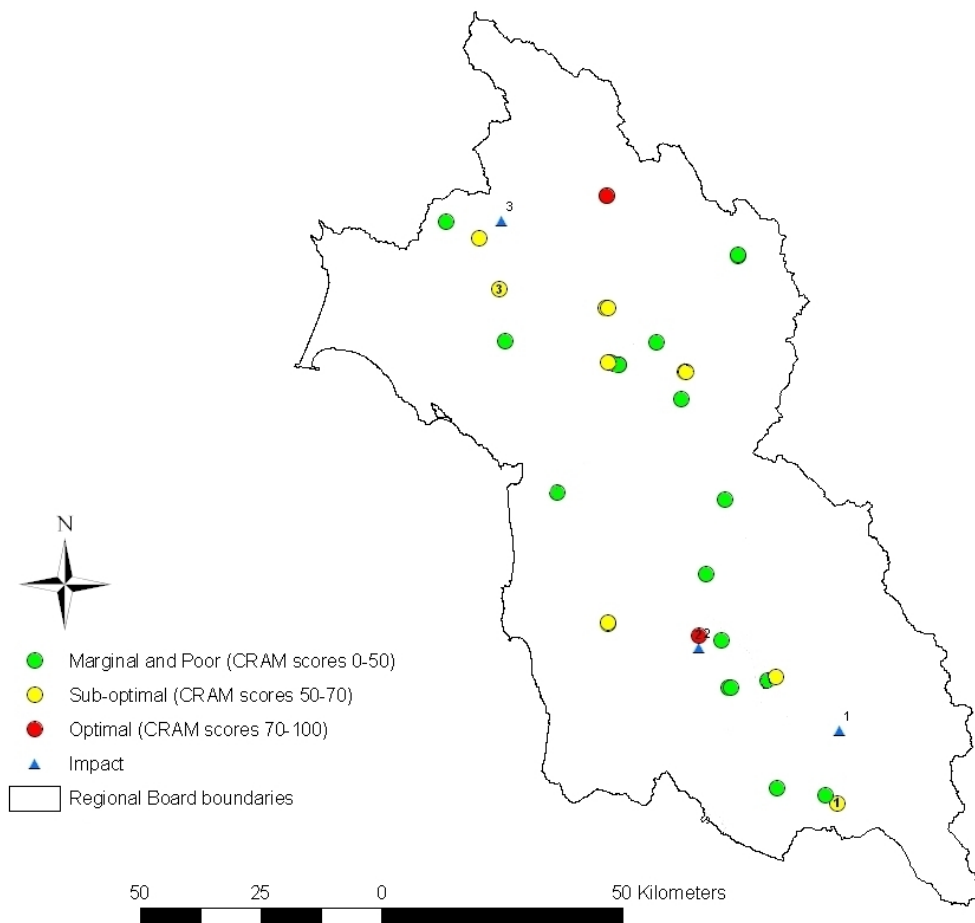 3
3
N
22
Marginal and Poor (CRAM scores 0-50)
Sub-optimal (CRAM scores 50-70)
Optimal (CRAM scores 70-100)
1
Impact
Regional Board boundaries
1
50 25 0 50 Kilometers